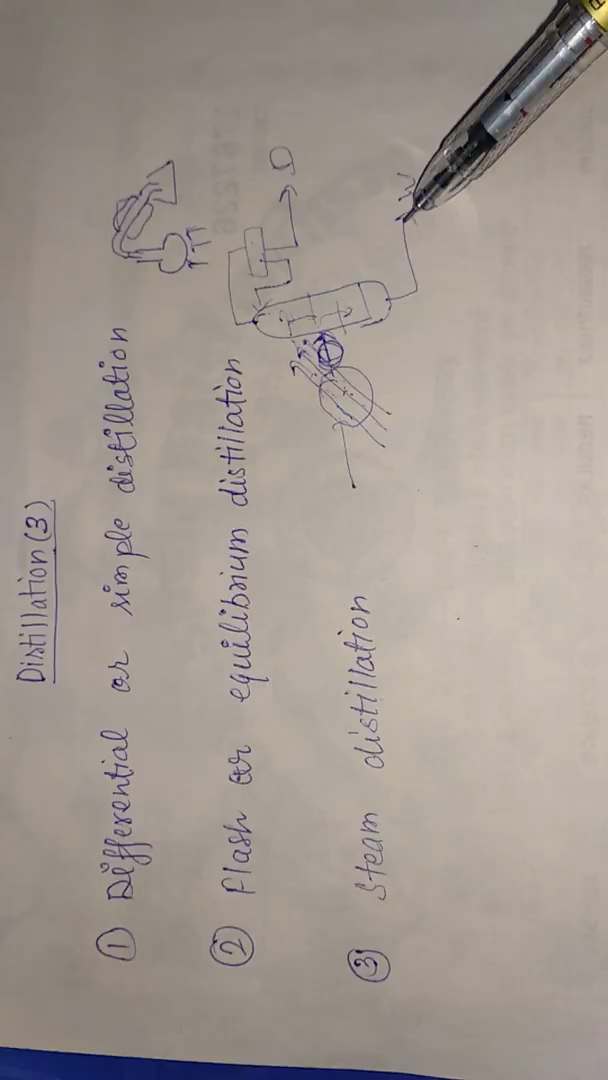 Distillation (3)
① Differential or simple distillation
② Flash or equilibrium distillation
D
W
③ Steam distillation